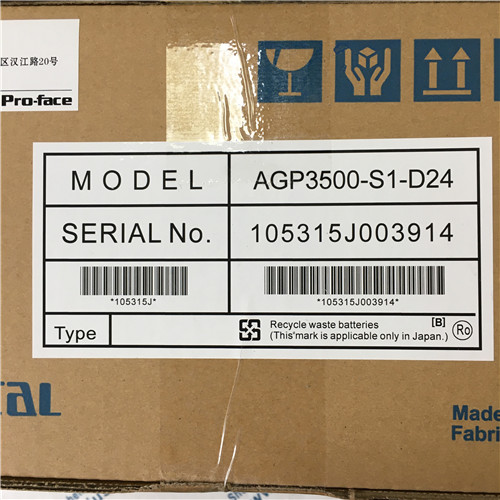 区汉江路20号
Pro-face
MODEL AGP3500-S1-D24
SERIAL No. 105315J003914
*105315J* *105315J003914*
Type Recycle waste batteries [B] Ro
(This'mark is applicable only in Japan.)
Made
Fabri